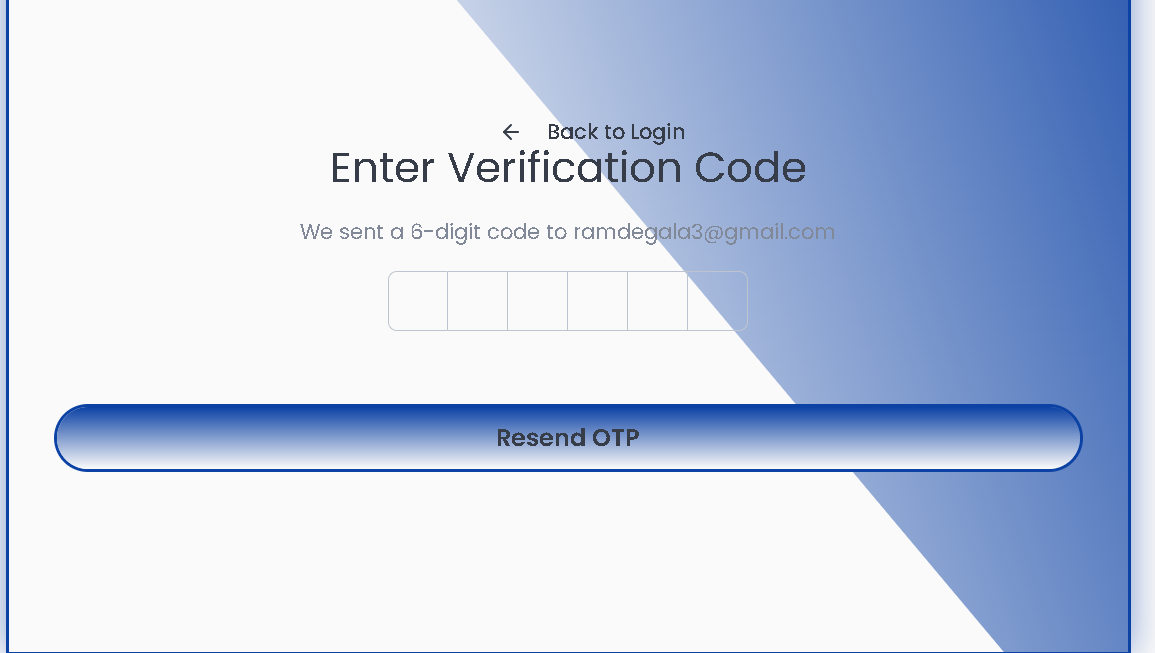 Back to Login
Enter Verification Code
We sent a 6-digit code to ramdegala3@gmail.com
Resend OTP